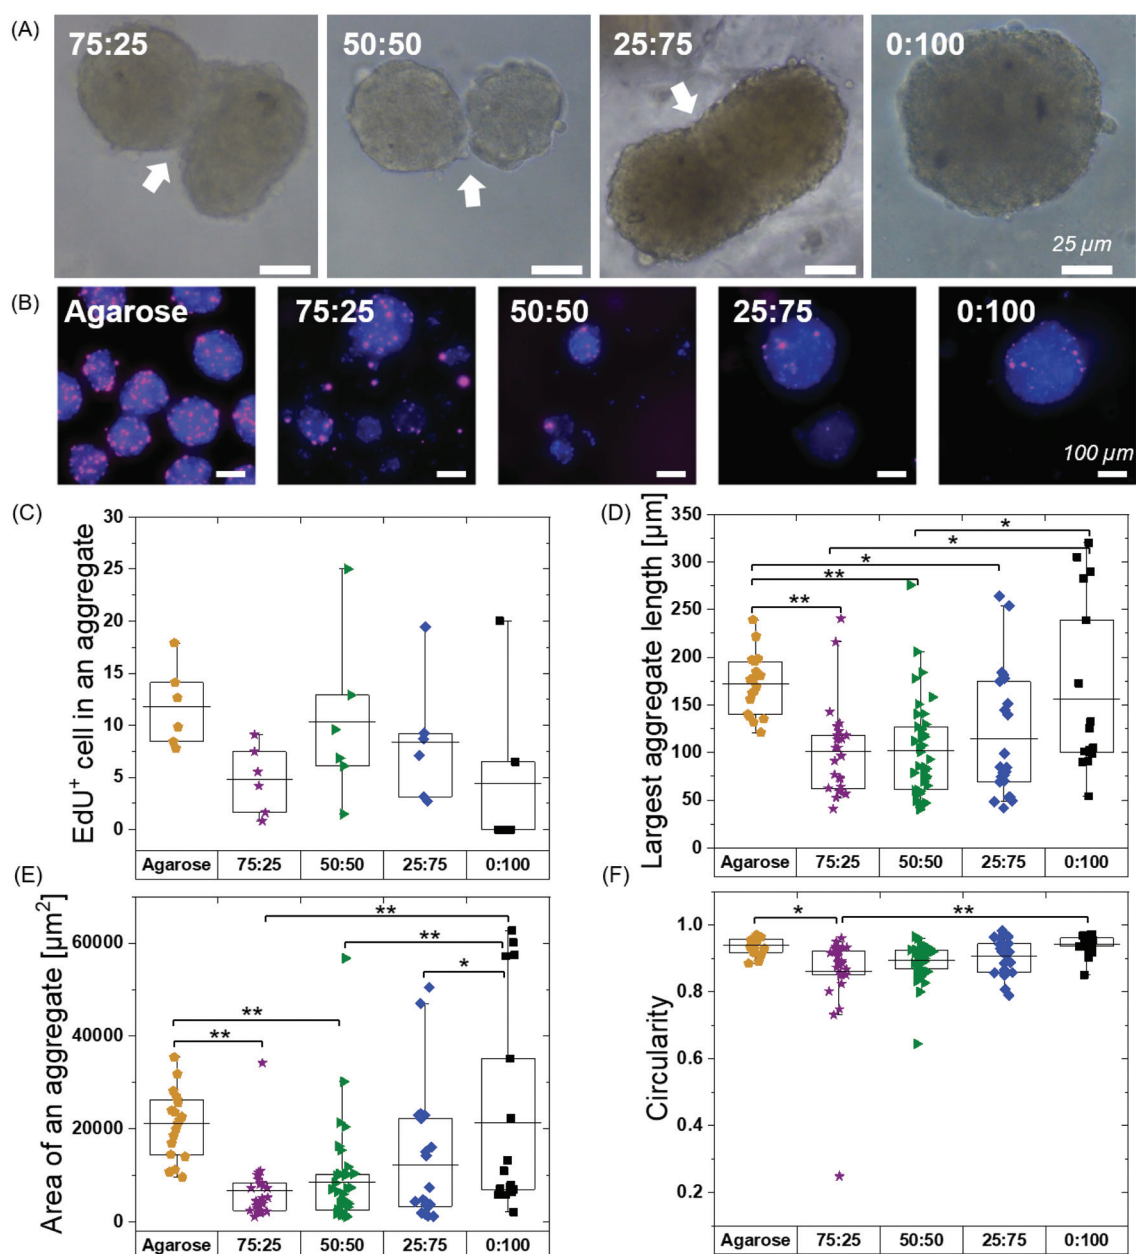 (A)
75:25
50:50
25:75
0:100
25 µm
(B)
Agarose
75:25
50:50
25:75
0:100
100 µm
(C)
EdU⁺ cell in an aggregate
30
25
20
15
10
5
0
Agarose 75:25 50:50 25:75 0:100
(D)
Largest aggregate length [µm]
350
300
250
200
150
100
50
0
*
*
*
**
**
Agarose 75:25 50:50 25:75 0:100
(E)
Area of an aggregate [µm²]
60000
40000
20000
0
**
**
*
**
**
Agarose 75:25 50:50 25:75 0:100
(F)
Circularity
1.0
0.8
0.6
0.4
0.2
*
**
Agarose 75:25 50:50 25:75 0:100